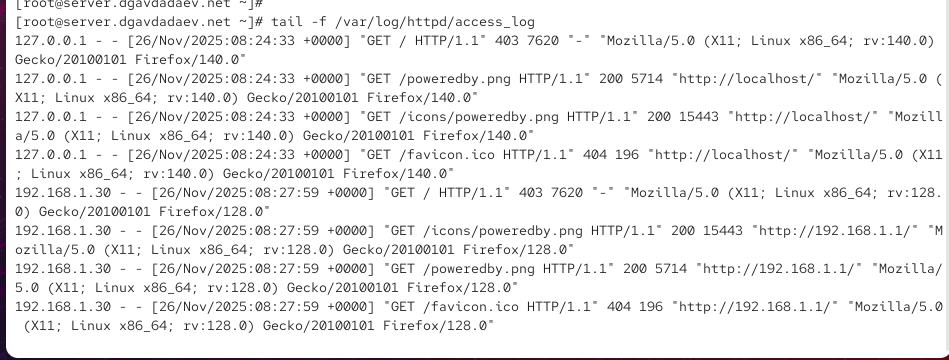 [root@server.dgavdadaev.net ~]#
[root@server.dgavdadaev.net ~]# tail -f /var/log/httpd/access_log
127.0.0.1 - - [26/Nov/2025:08:24:33 +0000] "GET / HTTP/1.1" 403 7620 "-" "Mozilla/5.0 (X11; Linux x86_64; rv:140.0)
Gecko/20100101 Firefox/140.0"
127.0.0.1 - - [26/Nov/2025:08:24:33 +0000] "GET /poweredby.png HTTP/1.1" 200 5714 "http://localhost/" "Mozilla/5.0 (
X11; Linux x86_64; rv:140.0) Gecko/20100101 Firefox/140.0"
127.0.0.1 - - [26/Nov/2025:08:24:33 +0000] "GET /icons/poweredby.png HTTP/1.1" 200 15443 "http://localhost/" "Mozill
a/5.0 (X11; Linux x86_64; rv:140.0) Gecko/20100101 Firefox/140.0"
127.0.0.1 - - [26/Nov/2025:08:24:33 +0000] "GET /favicon.ico HTTP/1.1" 404 196 "http://localhost/" "Mozilla/5.0 (X11
; Linux x86_64; rv:140.0) Gecko/20100101 Firefox/140.0"
192.168.1.30 - - [26/Nov/2025:08:27:59 +0000] "GET / HTTP/1.1" 403 7620 "-" "Mozilla/5.0 (X11; Linux x86_64; rv:128.
0) Gecko/20100101 Firefox/128.0"
192.168.1.30 - - [26/Nov/2025:08:27:59 +0000] "GET /icons/poweredby.png HTTP/1.1" 200 15443 "http://192.168.1.1/" "M
ozilla/5.0 (X11; Linux x86_64; rv:128.0) Gecko/20100101 Firefox/128.0"
192.168.1.30 - - [26/Nov/2025:08:27:59 +0000] "GET /poweredby.png HTTP/1.1" 200 5714 "http://192.168.1.1/" "Mozilla/
5.0 (X11; Linux x86_64; rv:128.0) Gecko/20100101 Firefox/128.0"
192.168.1.30 - - [26/Nov/2025:08:27:59 +0000] "GET /favicon.ico HTTP/1.1" 404 196 "http://192.168.1.1/" "Mozilla/5.0
 (X11; Linux x86_64; rv:128.0) Gecko/20100101 Firefox/128.0"